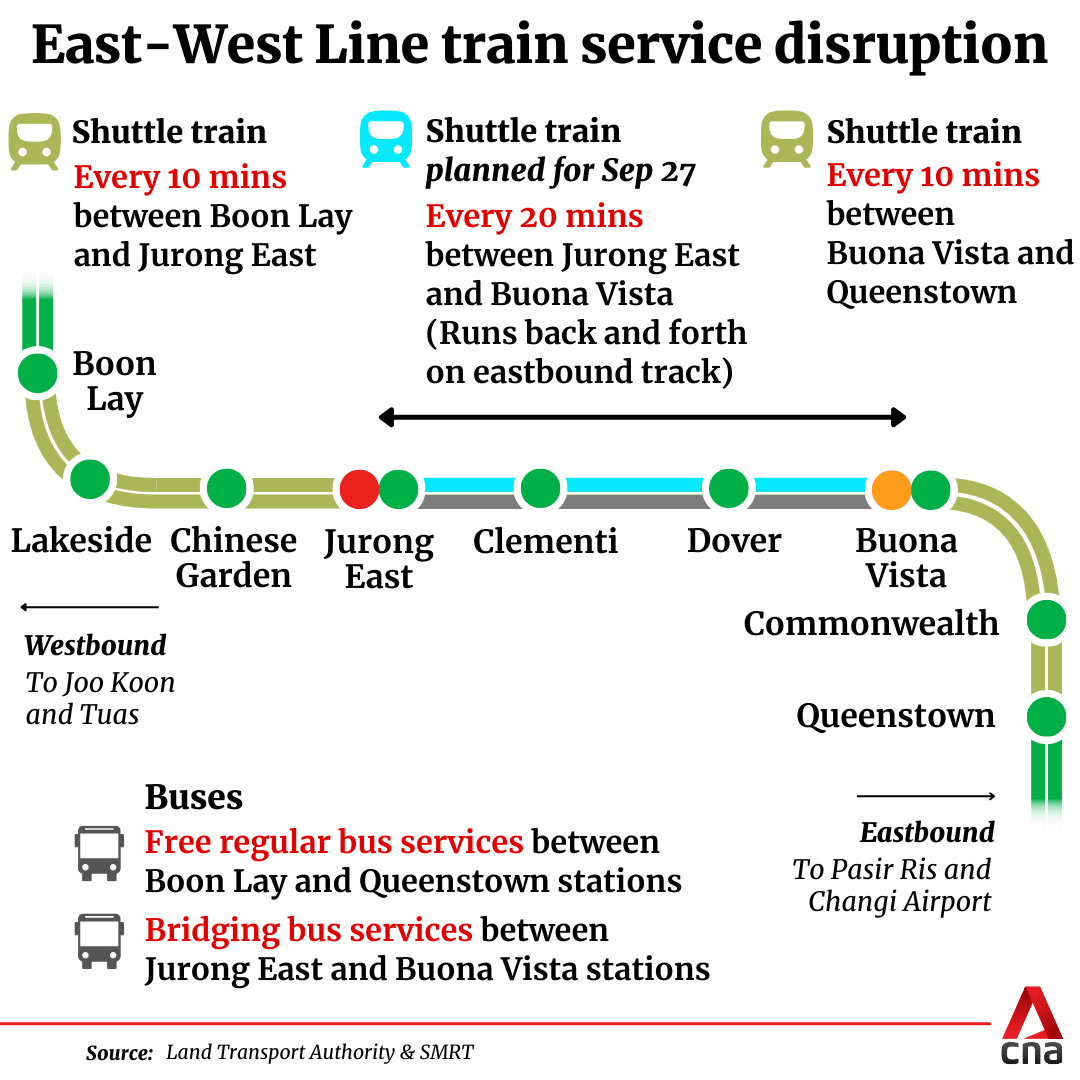 East-West Line train service disruption
Shuttle train
Every 10 mins
between Boon Lay
and Jurong East
Shuttle train
planned for Sep 27
Every 20 mins
between Jurong East
and Buona Vista
(Runs back and forth
on eastbound track)
Shuttle train
Every 10 mins
between
Buona Vista and
Queenstown
Boon
Lay
Lakeside
Chinese
Garden
Jurong
East
Clementi
Dover
Buona
Vista
Commonwealth
Queenstown
Westbound
To Joo Koon
and Tuas
Eastbound
To Pasir Ris and
Changi Airport
Buses
Free regular bus services between
Boon Lay and Queenstown stations
Bridging bus services between
Jurong East and Buona Vista stations
Source: Land Transport Authority & SMRT
cna